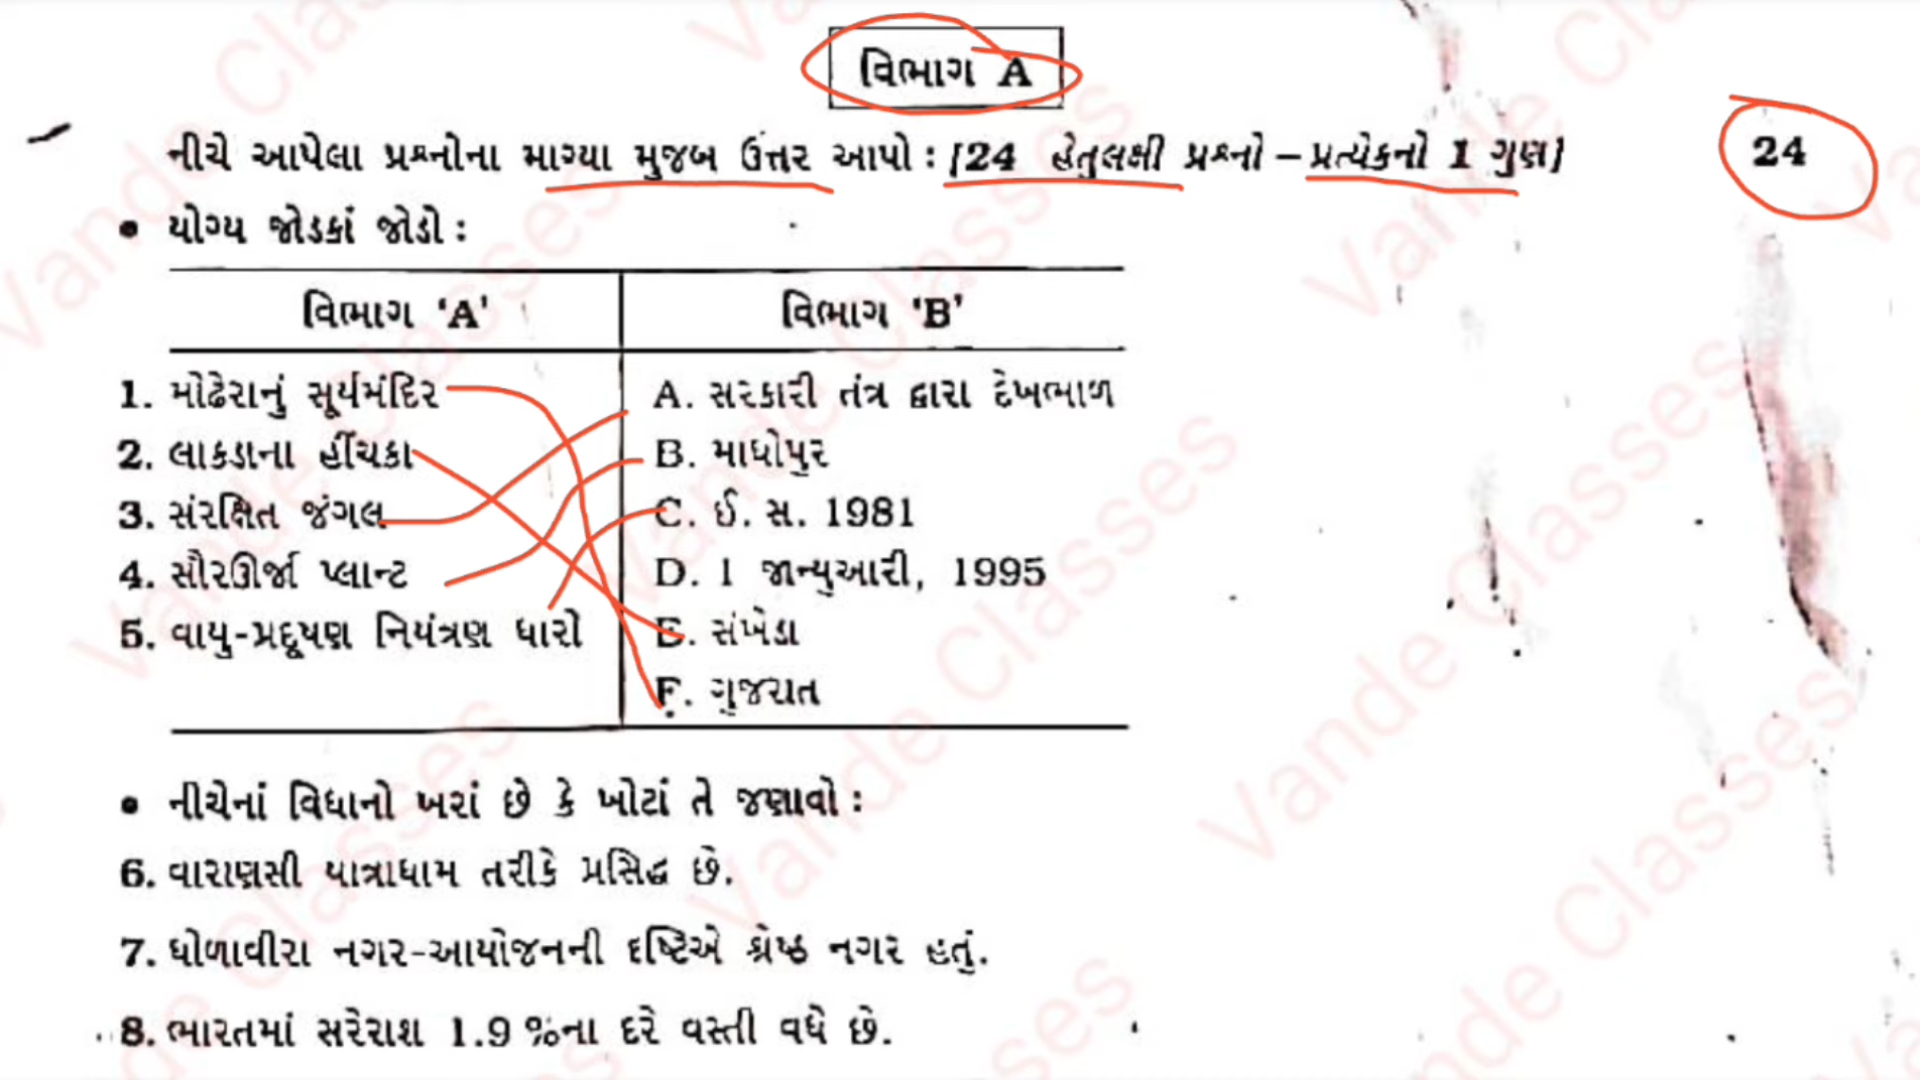 વિભાગ A
નીચે આપેલા પ્રશ્નોના માગ્યા મુજબ ઉત્તર આપો : [24 હેતુલક્ષી પ્રશ્નો – પ્રત્યેકનો 1 ગુણ] 24
• યોગ્ય જોડકાં જોડો :
વિભાગ 'A' વિભાગ 'B'
1. મોઢેરાનું સૂર્યમંદિર A. સરકારી તંત્ર દ્વારા દેખભાળ
2. લાકડાના હીંચકા B. માધોપુર
3. સંરક્ષિત જંગલ C. ઈ. સ. 1981
4. સૌરઊર્જા પ્લાન્ટ D. 1 જાન્યુઆરી, 1995
5. વાયુ-પ્રદૂષણ નિયંત્રણ ધારો E. સંખેડા
F. ગુજરાત
• નીચેનાં વિધાનો ખરાં છે કે ખોટાં તે જણાવો :
6. વારાણસી યાત્રાધામ તરીકે પ્રસિદ્ધ છે.
7. ધોળાવીરા નગર-આયોજનની દૃષ્ટિએ શ્રેષ્ઠ નગર હતું.
8. ભારતમાં સરેરાશ 1.9 %ના દરે વસ્તી વધે છે.
Vande Classes